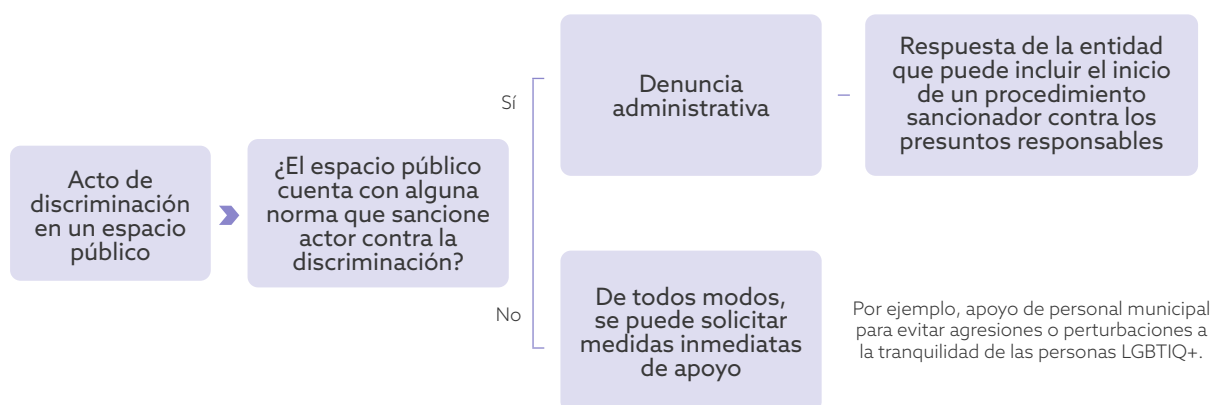 Acto de
discriminación
en un espacio
público
¿El espacio público
cuenta con alguna
norma que sancione
actor contra la
discriminación?
Sí
Denuncia
administrativa
Respuesta de la entidad
que puede incluir el inicio
de un procedimiento
sancionador contra los
presuntos responsables
No
De todos modos,
se puede solicitar
medidas inmediatas
de apoyo
Por ejemplo, apoyo de personal municipal
para evitar agresiones o perturbaciones a
la tranquilidad de las personas LGBTIQ+.